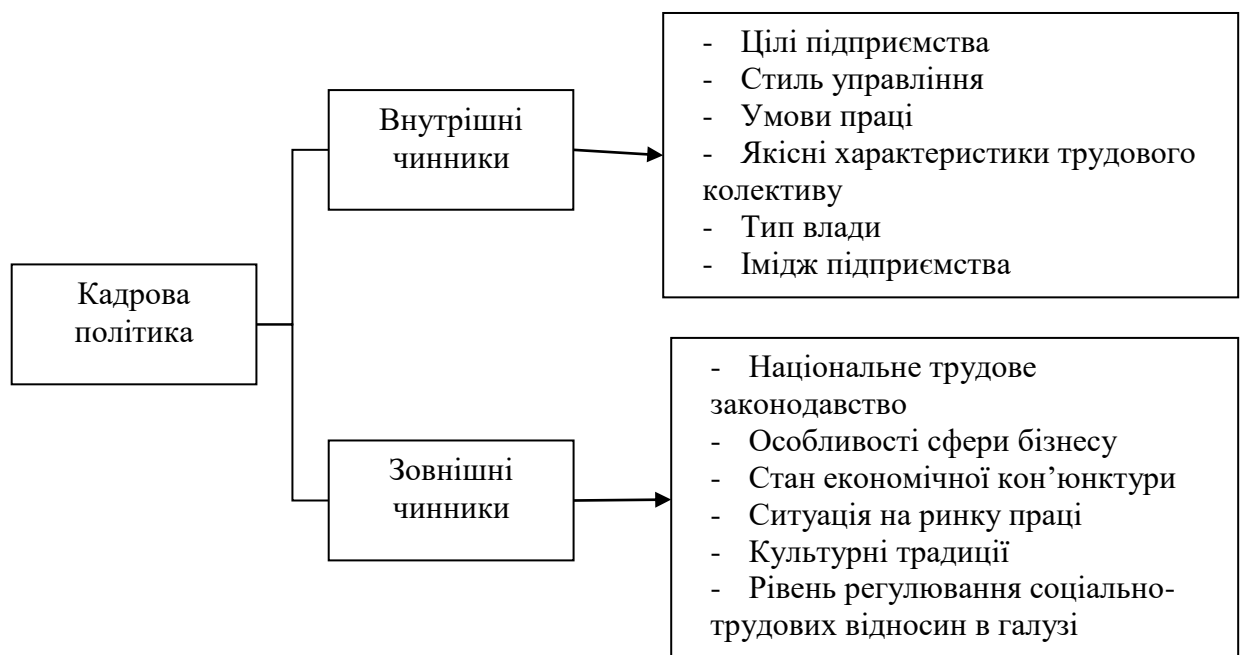 Кадрова
політика
Внутрішні
чинники
- Цілі підприємства
- Стиль управління
- Умови праці
- Якісні характеристики трудового
колективу
- Тип влади
- Імідж підприємства
Зовнішні
чинники
- Національне трудове
законодавство
- Особливості сфери бізнесу
- Стан економічної кон’юнктури
- Ситуація на ринку праці
- Культурні традиції
- Рівень регулювання соціально-
трудових відносин в галузі